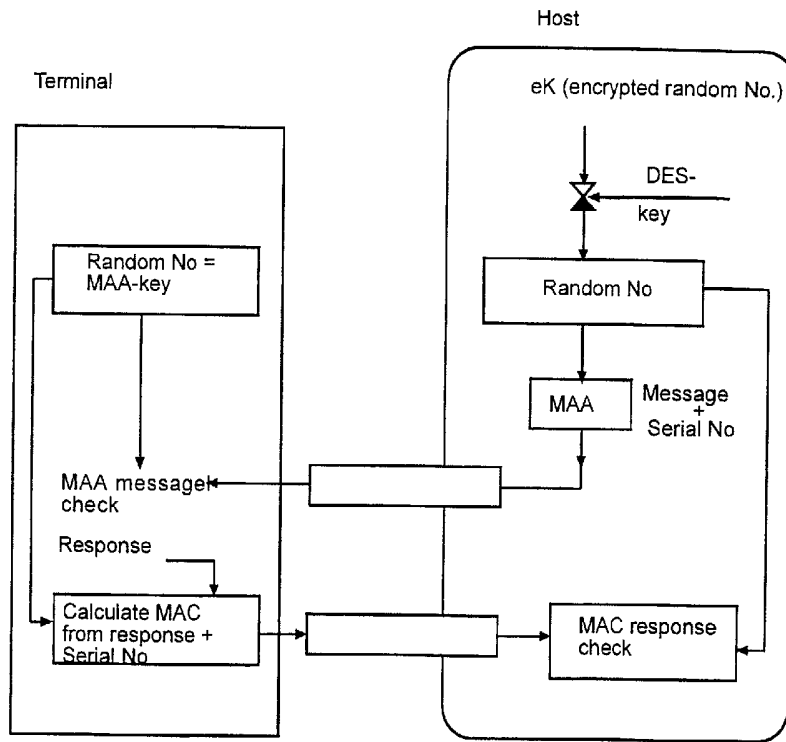 Host
Terminal
eK (encrypted random No.)
DES-
key
Random No =
MAA-key
Random No
MAA
Message
+
Serial No
MAA message
check
Response
Calculate MAC
from response +
Serial No
MAC response
check